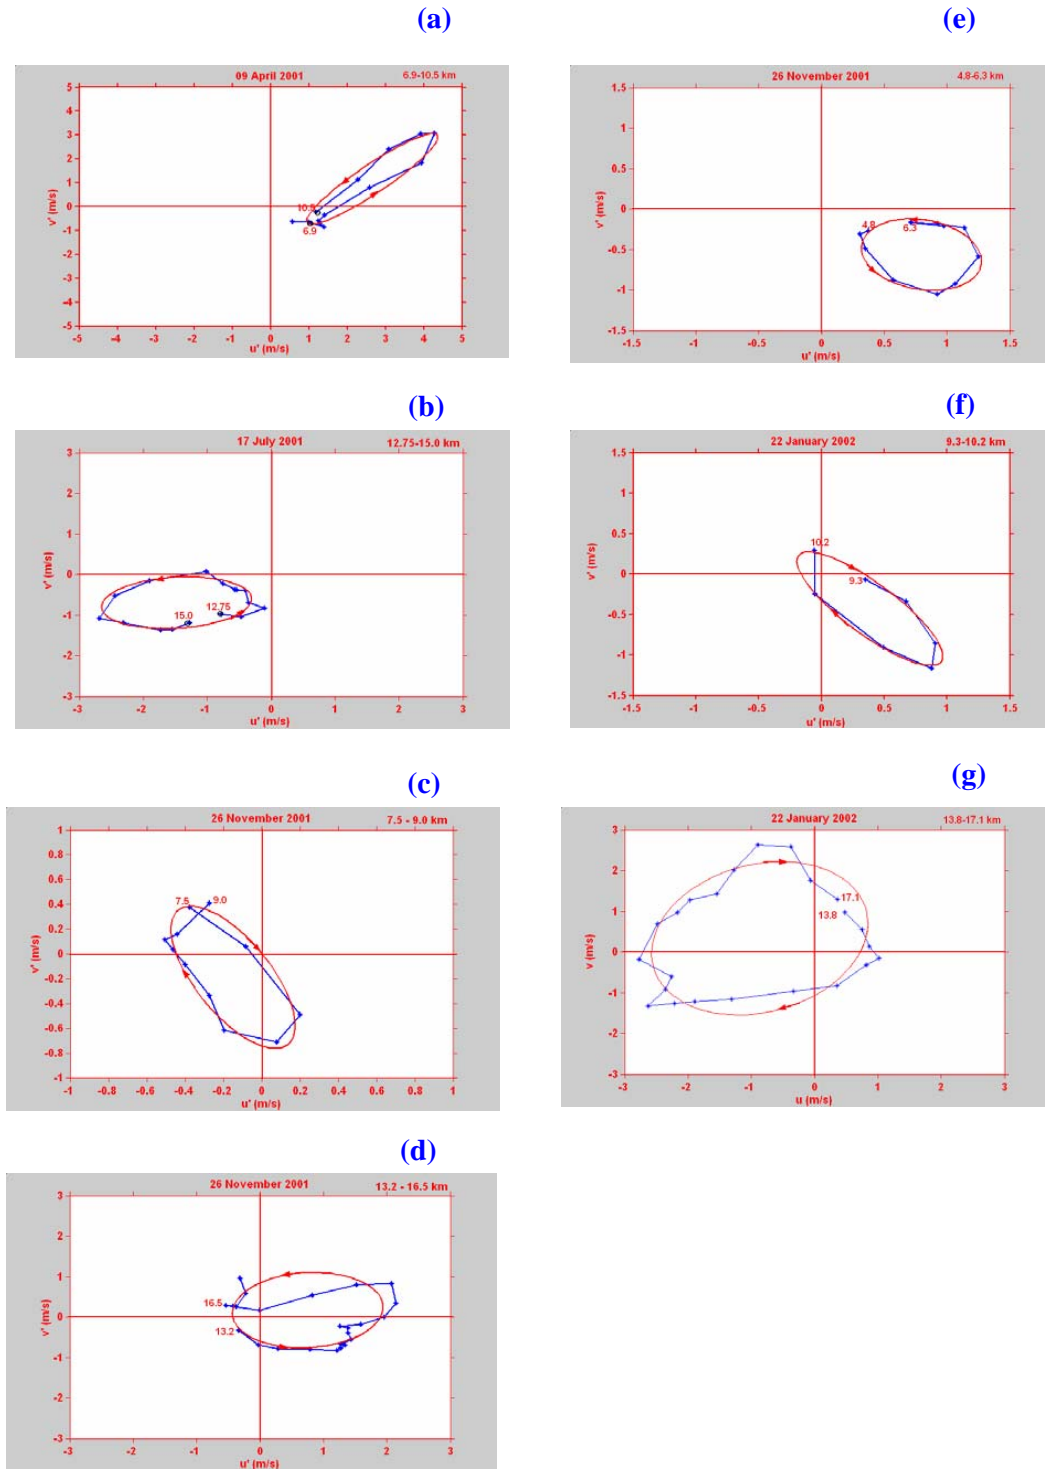 (a)
09 April 2001 6.9-10.5 km
5
4
3
2
1
0
-1
-2
-3
-4
-5
v' (m/s)
10.5
6.9
-5 -4 -3 -2 -1 0 1 2 3 4 5
u' (m/s)
(b)
17 July 2001 12.75-15.0 km
3
2
1
0
-1
-2
-3
v' (m/s)
15.0 12.75
-3 -2 -1 0 1 2 3
u' (m/s)
(c)
26 November 2001 7.5 - 9.0 km
1
0.8
0.6
0.4
0.2
0
-0.2
-0.4
-0.6
-0.8
-1
v' (m/s)
7.5 9.0
-1 -0.8 -0.6 -0.4 -0.2 0 0.2 0.4 0.6 0.8 1
u' (m/s)
(d)
26 November 2001 13.2 - 16.5 km
3
2
1
0
-1
-2
-3
v' (m/s)
16.5
13.2
-3 -2 -1 0 1 2 3
u' (m/s)
(e)
26 November 2001 4.8-6.3 km
1.5
1
0.5
0
-0.5
-1
-1.5
v' (m/s)
4.8 6.3
-1.5 -1 -0.5 0 0.5 1 1.5
u' (m/s)
(f)
22 January 2002 9.3-10.2 km
1.5
1
0.5
0
-0.5
-1
-1.5
v' (m/s)
10.2
9.3
-1.5 -1 -0.5 0 0.5 1 1.5
u' (m/s)
(g)
22 January 2002 13.8-17.1 km
3
2
1
0
-1
-2
-3
v (m/s)
17.1
13.8
-3 -2 -1 0 1 2 3
u (m/s)